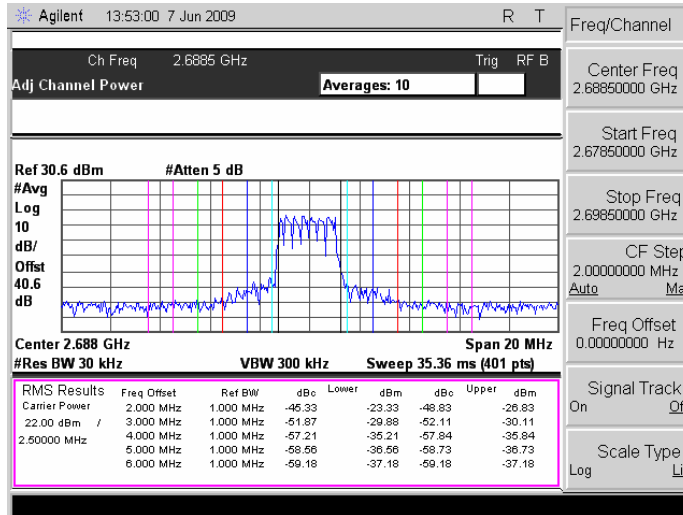 Agilent 13:53:00 7 Jun 2009 R T
Freq/Channel
Ch Freq 2.6885 GHz Trig RF B
Adj Channel Power Averages: 10
Center Freq
2.68850000 GHz
Start Freq
2.67850000 GHz
Ref 30.6 dBm #Atten 5 dB
#Avg
Log
10
dB/
Offst
40.6
dB
Stop Freq
2.69850000 GHz
CF Step
2.00000000 MHz
Auto Ma
Freq Offset
0.00000000 Hz
Center 2.688 GHz Span 20 MHz
#Res BW 30 kHz VBW 300 kHz Sweep 35.36 ms (401 pts)
RMS Results Freq Offset Ref BW dBc Lower dBm dBc Upper dBm
Carrier Power 2.000 MHz 1.000 MHz -45.33 -23.33 -48.83 -26.83
22.00 dBm / 3.000 MHz 1.000 MHz -51.87 -29.88 -52.11 -30.11
2.50000 MHz 4.000 MHz 1.000 MHz -57.21 -35.21 -57.84 -35.84
5.000 MHz 1.000 MHz -58.56 -36.56 -58.73 -36.73
6.000 MHz 1.000 MHz -59.18 -37.18 -59.18 -37.18
Signal Track
On Of
Scale Type
Log Li